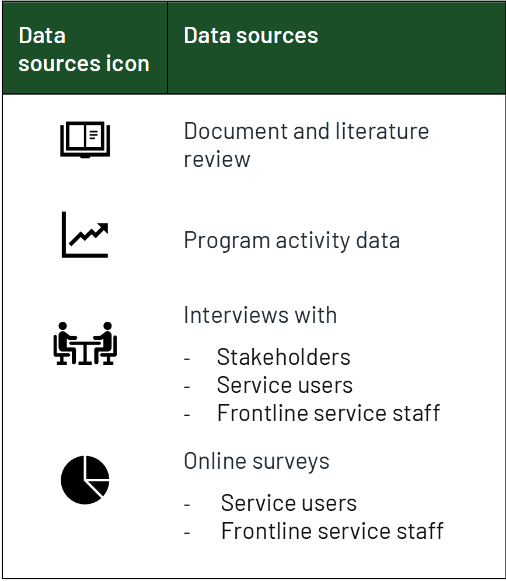 Data
sources icon
Data sources
Document and literature
review
Program activity data
Interviews with
- Stakeholders
- Service users
- Frontline service staff
Online surveys
- Service users
- Frontline service staff